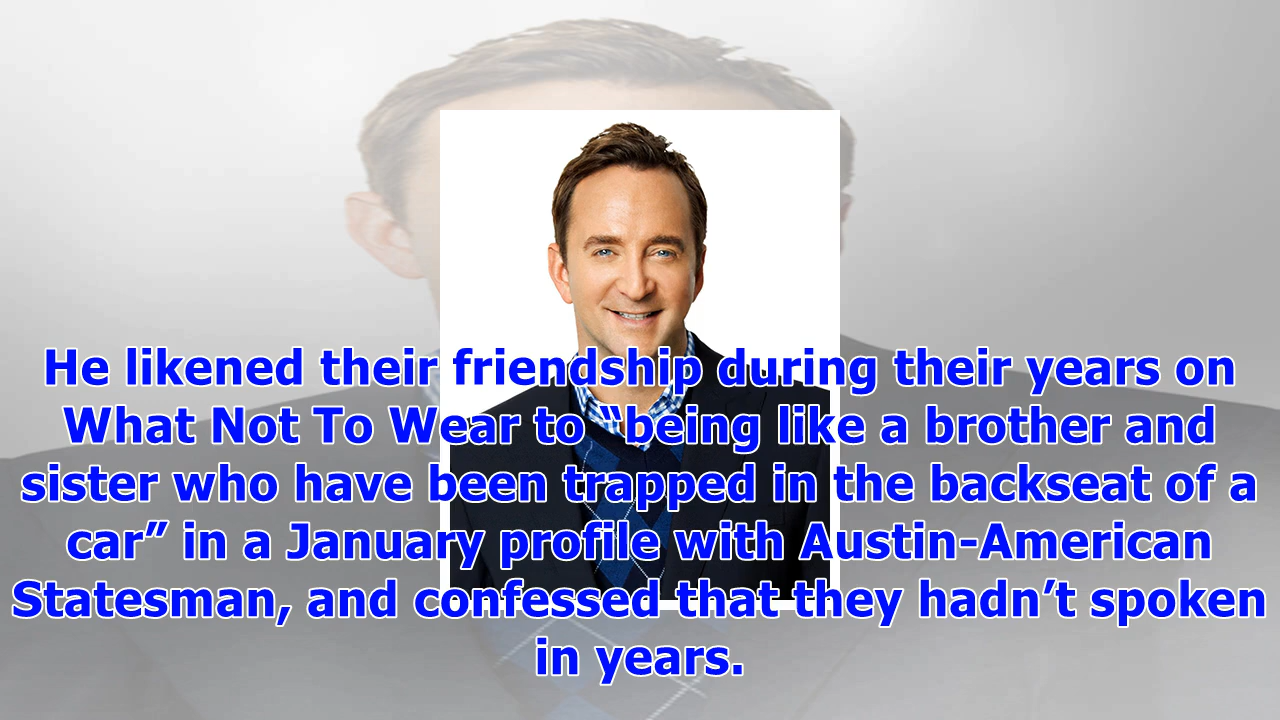 He likened their friendship during their years on
What Not To Wear to “being like a brother and
sister who have been trapped in the backseat of a
car” in a January profile with Austin-American
Statesman, and confessed that they hadn’t spoken
in years.